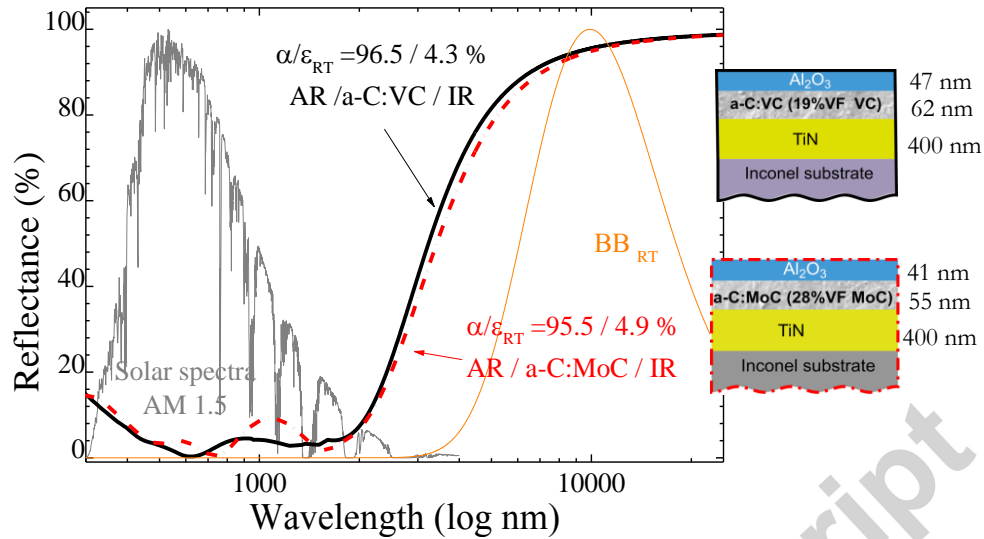 100
80
60
40
20
0
Reflectance (%)
α/εRT =96.5 / 4.3 %
AR /a-C:VC / IR
BB RT
α/εRT =95.5 / 4.9 %
AR / a-C:MoC / IR
Solar spectra
AM 1.5
1000
10000
Wavelength (log nm)
Al2O3
47 nm
a-C:VC (19%VF VC)
62 nm
TiN
400 nm
Inconel substrate
Al2O3
41 nm
a-C:MoC (28%VF MoC)
55 nm
TiN
400 nm
Inconel substrate
ript